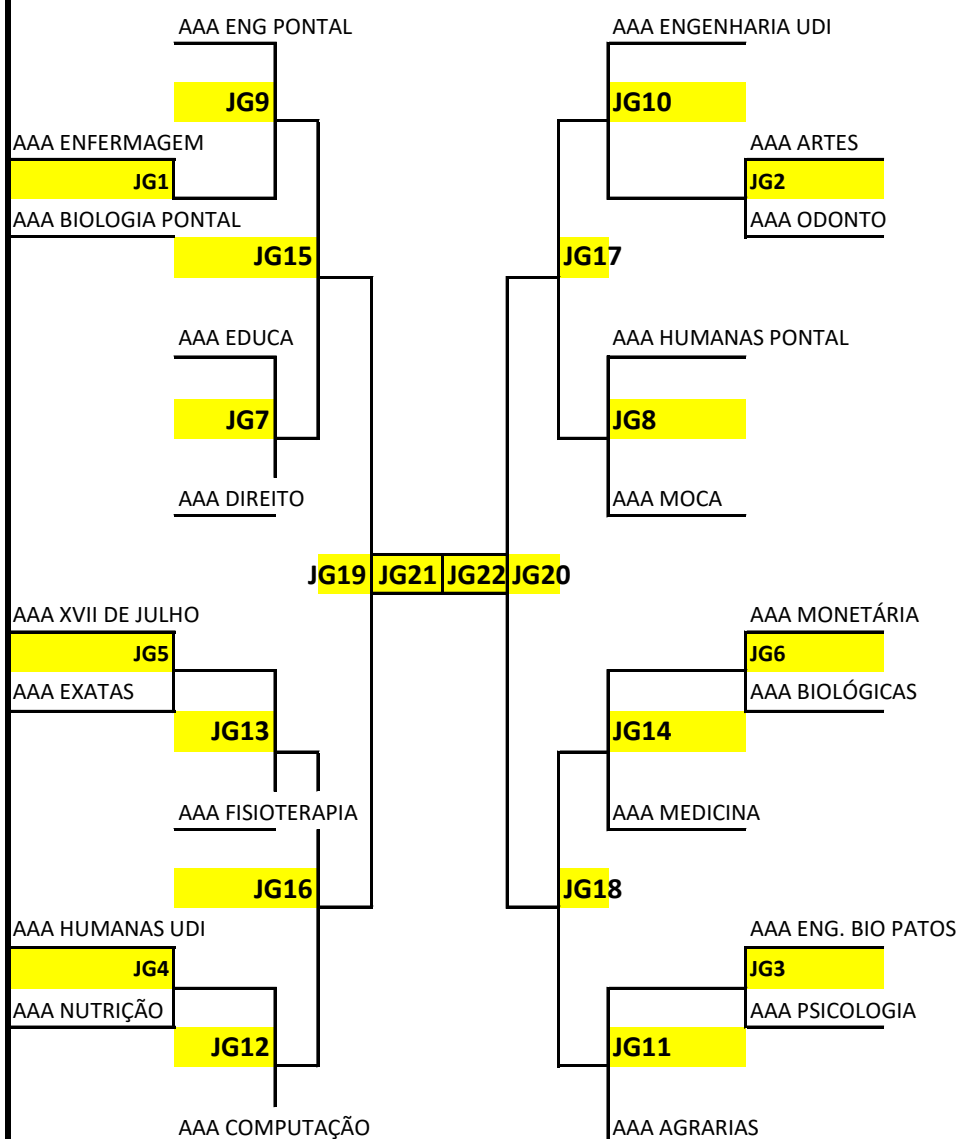 AAA ENG PONTAL
AAA ENGENHARIA UDI
JG9
JG10
AAA ENFERMAGEM
AAA ARTES
JG1
JG2
AAA BIOLOGIA PONTAL
AAA ODONTO
JG15
JG17
AAA EDUCA
AAA HUMANAS PONTAL
JG7
JG8
AAA DIREITO
AAA MOCA
JG19 JG21 JG22 JG20
AAA XVII DE JULHO
AAA MONETÁRIA
JG5
JG6
AAA EXATAS
AAA BIOLÓGICAS
JG13
JG14
AAA FISIOTERAPIA
AAA MEDICINA
JG16
JG18
AAA HUMANAS UDI
AAA ENG. BIO PATOS
JG4
JG3
AAA NUTRIÇÃO
AAA PSICOLOGIA
JG12
JG11
AAA COMPUTAÇÃO
AAA AGRARIAS